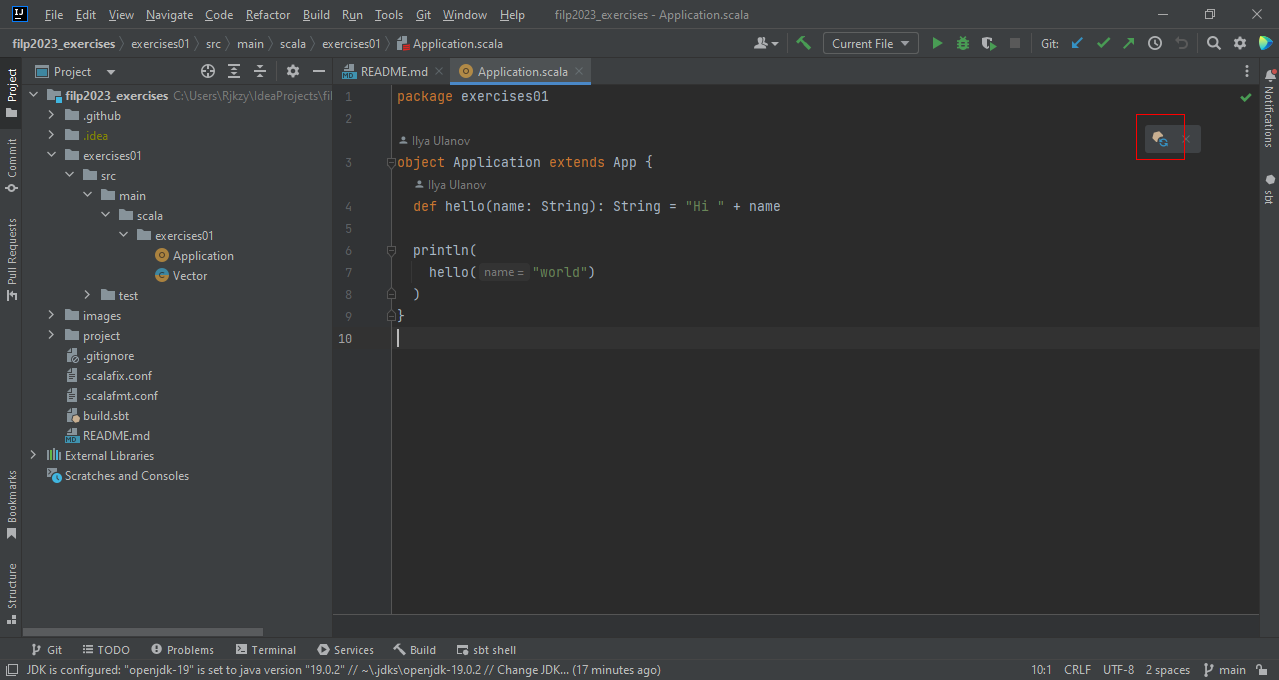 File Edit View Navigate Code Refactor Build Run Tools Git Window Help filp2023_exercises - Application.scala
filp2023_exercises exercises01 src main scala exercises01 Application.scala Current File Git:
Project
README.md Application.scala
filp2023_exercises C:\Users\Rjkzy\IdeaProjects\fil
.github
.idea
exercises01
src
main
scala
exercises01
Application
Vector
test
images
project
.gitignore
.scalafix.conf
.scalafmt.conf
build.sbt
README.md
External Libraries
Scratches and Consoles
1 package exercises01
2
Ilya Ulanov
3 object Application extends App {
Ilya Ulanov
4 def hello(name: String): String = "Hi " + name
5
6 println(
7 hello( name = "world")
8 )
9 }
10
Project
Commit
Pull Requests
Bookmarks
Structure
Notifications
sbt
Git TODO Problems Terminal Services Build sbt shell
JDK is configured: "openjdk-19" is set to java version "19.0.2" // ~\.jdks\openjdk-19.0.2 // Change JDK... (17 minutes ago) 10:1 CRLF UTF-8 2 spaces main